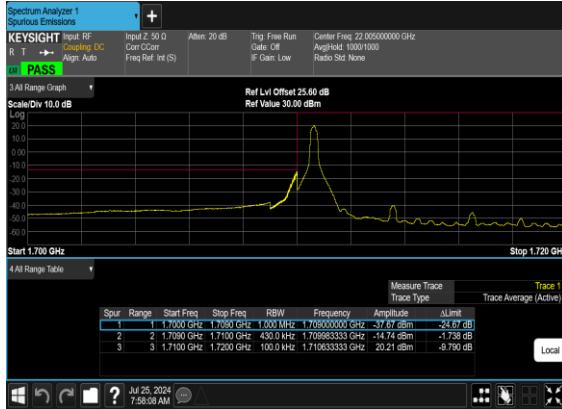 Spectrum Analyzer 1
Spurious Emissions
KEYSIGHT Input: RF Input Z: 50 Ω Atten: 20 dB Trig: Free Run Center Freq: 22.005000000 GHz
R T Coupling: DC Corr CCorr Gate: Off Avg|Hold: 1000/1000
Align: Auto Freq Ref: Int (S) IF Gain: Low Radio Std: None
PASS
3 All Range Graph Ref Lvl Offset 25.60 dB
Scale/Div 10.0 dB Ref Value 30.00 dBm
Log
20.0
10.0
0.00
-10.0
-20.0
-30.0
-40.0
-50.0
-60.0
Start 1.700 GHz Stop 1.720 GH
4 All Range Table
Measure Trace Trace 1
Trace Type Trace Average (Active)
Spur Range Start Freq Stop Freq RBW Frequency Amplitude ΔLimit
1 1 1.7000 GHz 1.7090 GHz 1.000 MHz 1.709000000 GHz -37.67 dBm -24.67 dB
2 2 1.7090 GHz 1.7100 GHz 430.0 kHz 1.709983333 GHz -14.74 dBm -1.738 dB
3 3 1.7100 GHz 1.7200 GHz 100.0 kHz 1.710633333 GHz 20.21 dBm -9.790 dB
Local
? Jul 25, 2024
7:58:08 AM